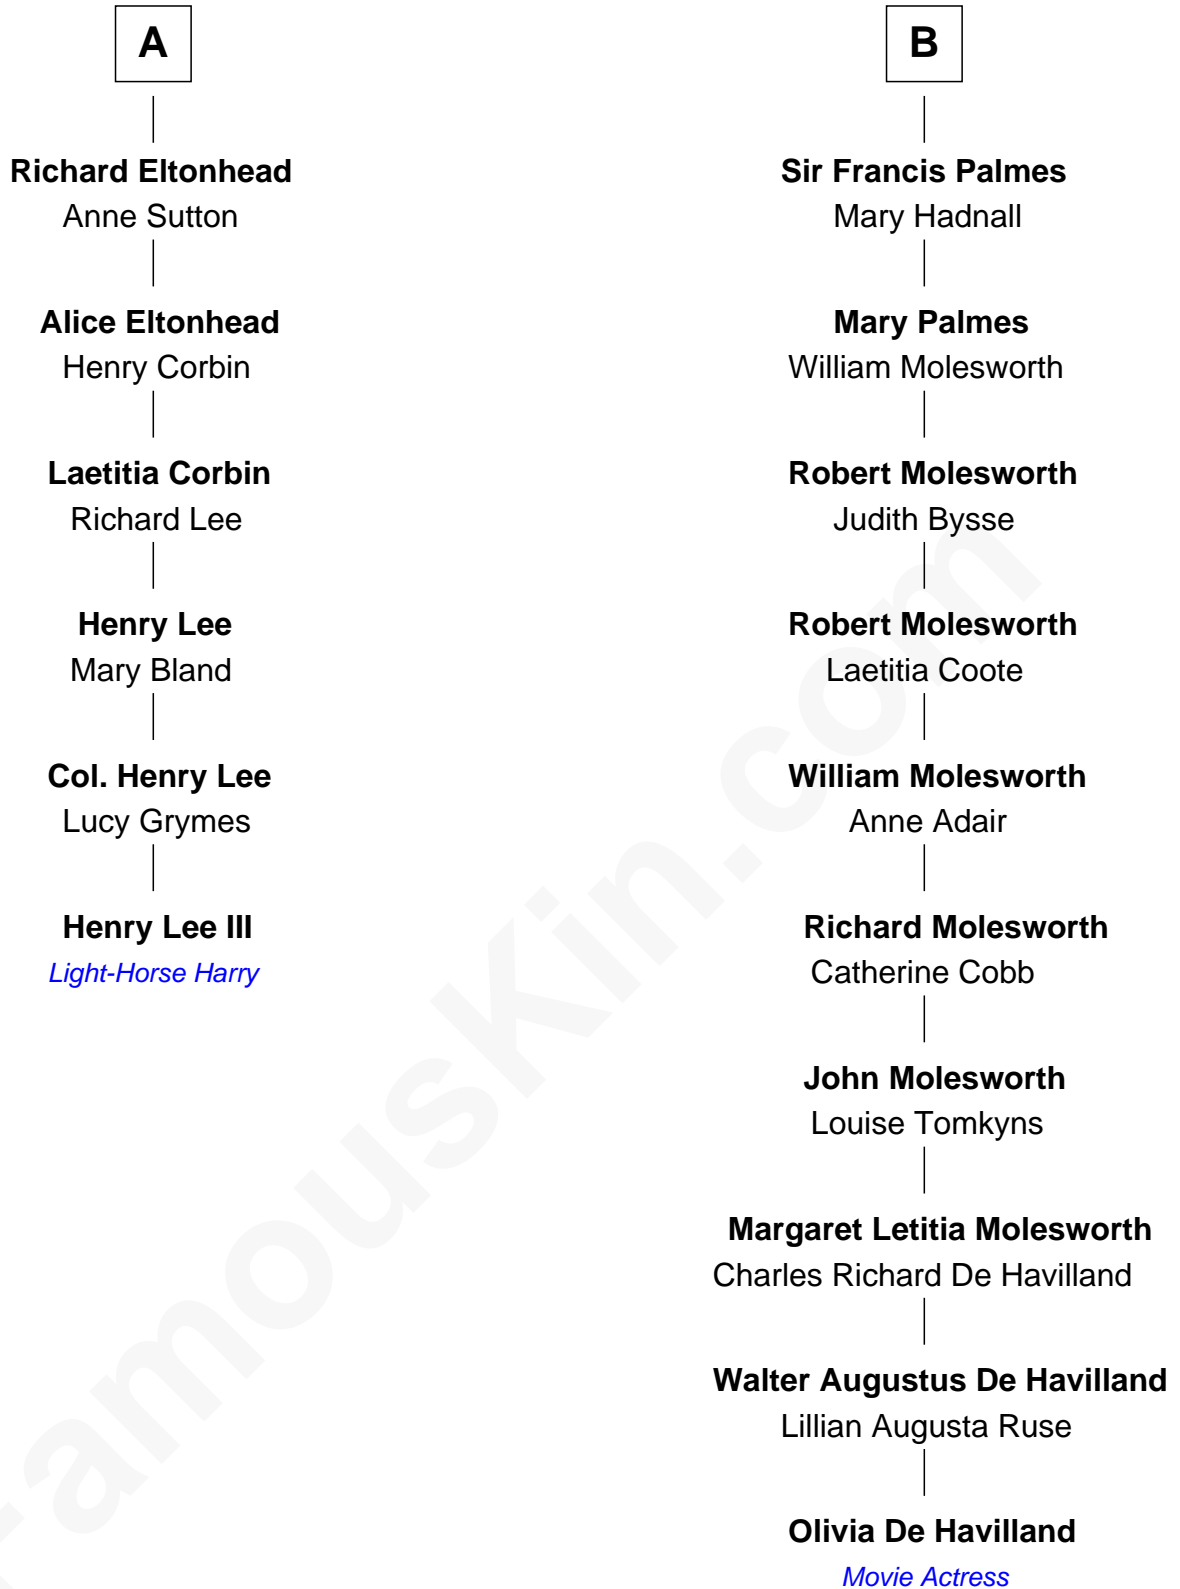 A
Richard Eltonhead
Anne Sutton
Alice Eltonhead
Henry Corbin
Laetitia Corbin
Richard Lee
Henry Lee
Mary Bland
Col. Henry Lee
Lucy Grymes
Henry Lee III
Light-Horse Harry
B
Sir Francis Palmes
Mary Hadnall
Mary Palmes
William Molesworth
Robert Molesworth
Judith Bysse
Robert Molesworth
Laetitia Coote
William Molesworth
Anne Adair
Richard Molesworth
Catherine Cobb
John Molesworth
Louise Tomkyns
Margaret Letitia Molesworth
Charles Richard De Havilland
Walter Augustus De Havilland
Lillian Augusta Ruse
Olivia De Havilland
Movie Actress
FamousKin.com